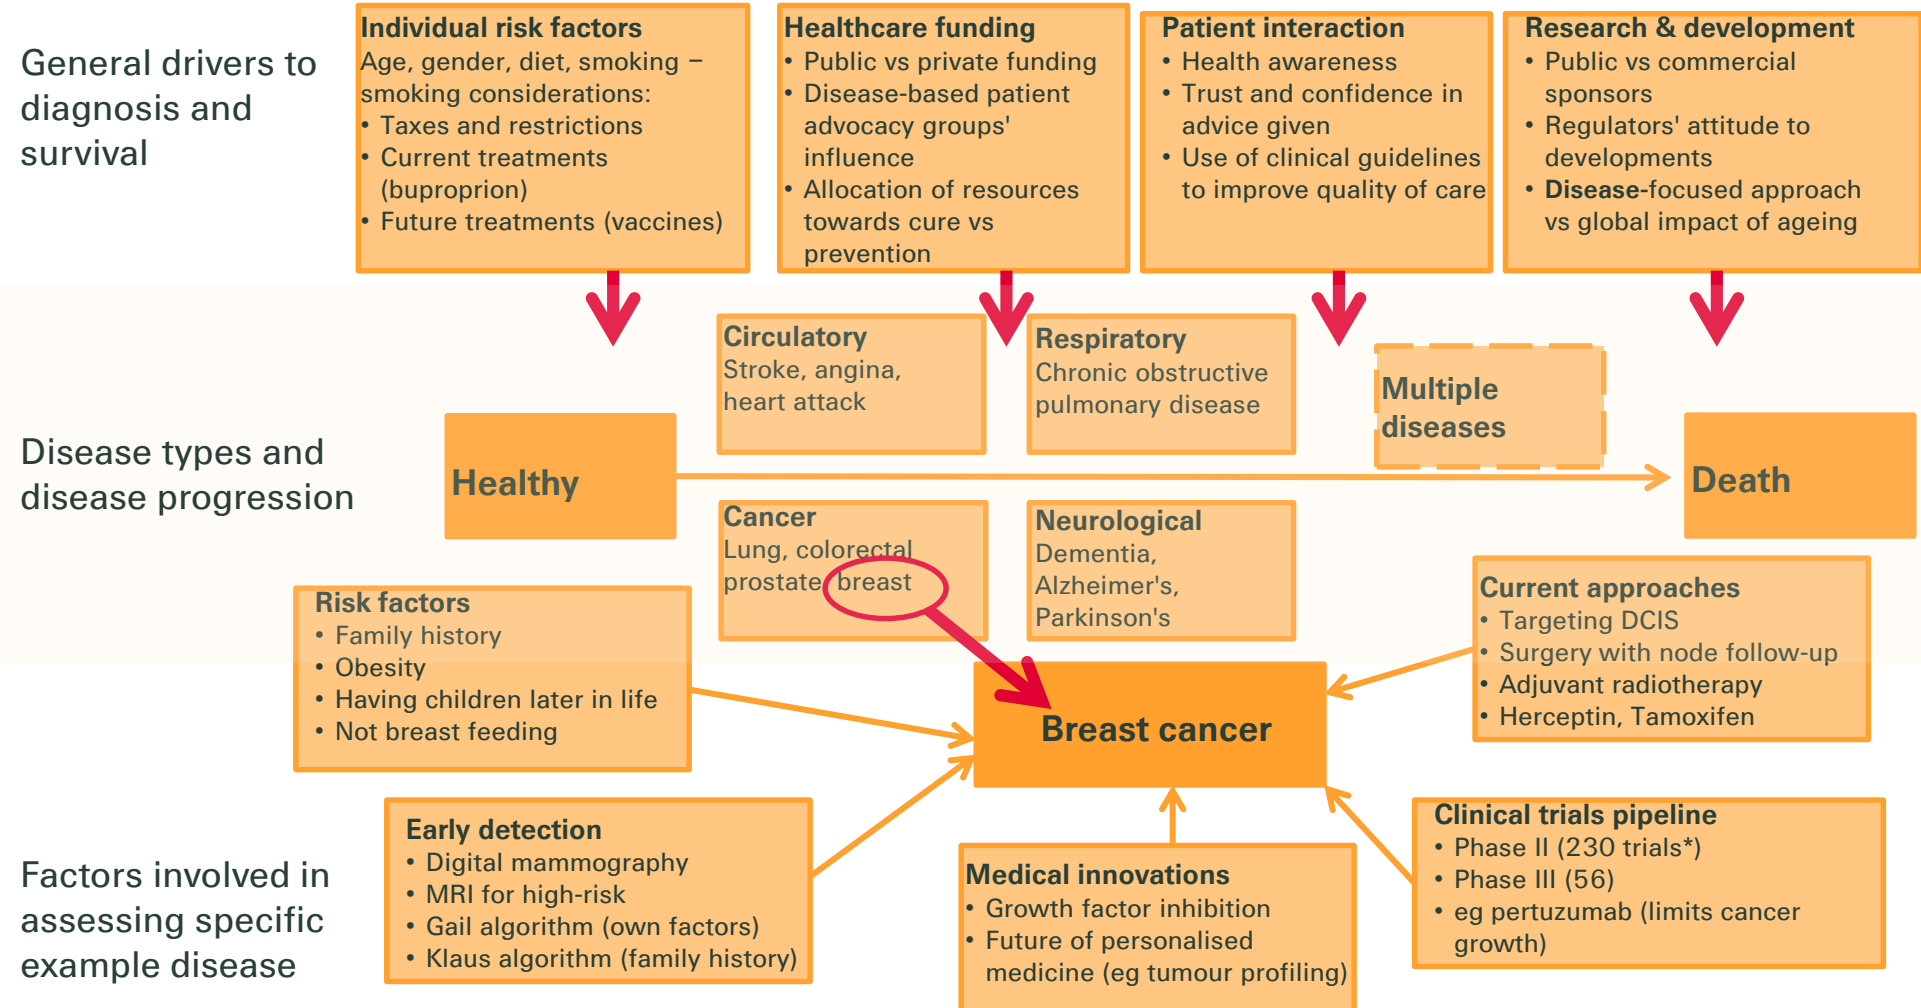 General drivers to
diagnosis and
survival
Individual risk factors
Age, gender, diet, smoking –
smoking considerations:
• Taxes and restrictions
• Current treatments
(buproprion)
• Future treatments (vaccines)
Healthcare funding
• Public vs private funding
• Disease-based patient
advocacy groups'
influence
• Allocation of resources
towards cure vs
prevention
Patient interaction
• Health awareness
• Trust and confidence in
advice given
• Use of clinical guidelines
to improve quality of care
Research & development
• Public vs commercial
sponsors
• Regulators' attitude to
developments
• Disease-focused approach
vs global impact of ageing
Disease types and
disease progression
Healthy
Circulatory
Stroke, angina,
heart attack
Respiratory
Chronic obstructive
pulmonary disease
Multiple
diseases
Death
Cancer
Lung, colorectal
prostate breast
Neurological
Dementia,
Alzheimer's,
Parkinson's
Factors involved in
assessing specific
example disease
Risk factors
• Family history
• Obesity
• Having children later in life
• Not breast feeding
Breast cancer
Current approaches
• Targeting DCIS
• Surgery with node follow-up
• Adjuvant radiotherapy
• Herceptin, Tamoxifen
Early detection
• Digital mammography
• MRI for high-risk
• Gail algorithm (own factors)
• Klaus algorithm (family history)
Medical innovations
• Growth factor inhibition
• Future of personalised
medicine (eg tumour profiling)
Clinical trials pipeline
• Phase II (230 trials*)
• Phase III (56)
• eg pertuzumab (limits cancer
growth)